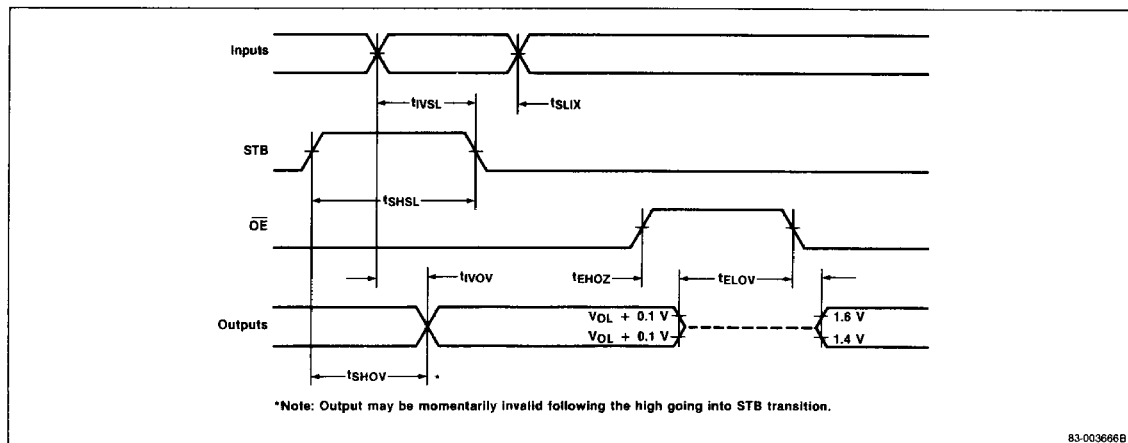 Inputs
tIVSL
tSLIX
STB
tSHSL
OE
tIVOV
tEHOZ
tELOV
Outputs
VOL + 0.1 V
1.6 V
VOL + 0.1 V
1.4 V
tSHOV
*
*Note: Output may be momentarily invalid following the high going into STB transition.
83-003666B